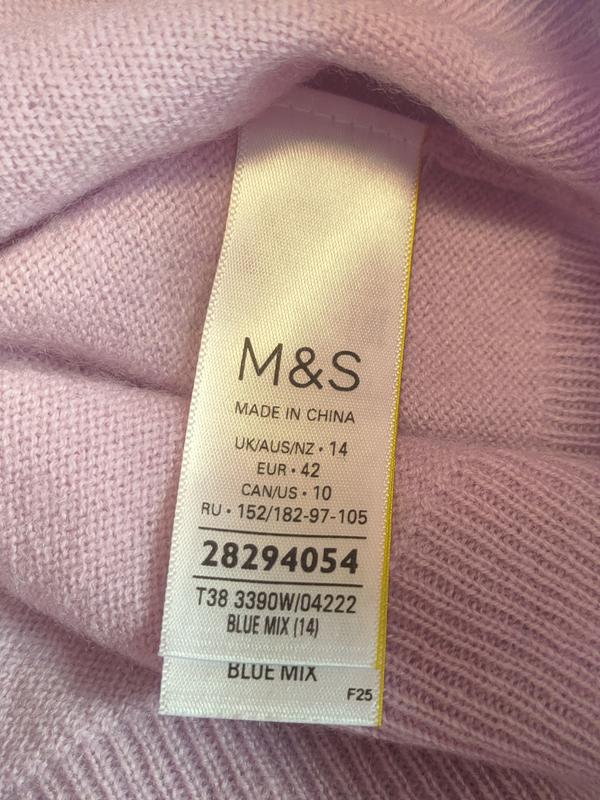 M&S
MADE IN CHINA
UK/AUS/NZ • 14
EUR • 42
CAN/US • 10
RU • 152/182-97-105
28294054
T38 3390W/04222
BLUE MIX (14)
BLUE MIX
F25